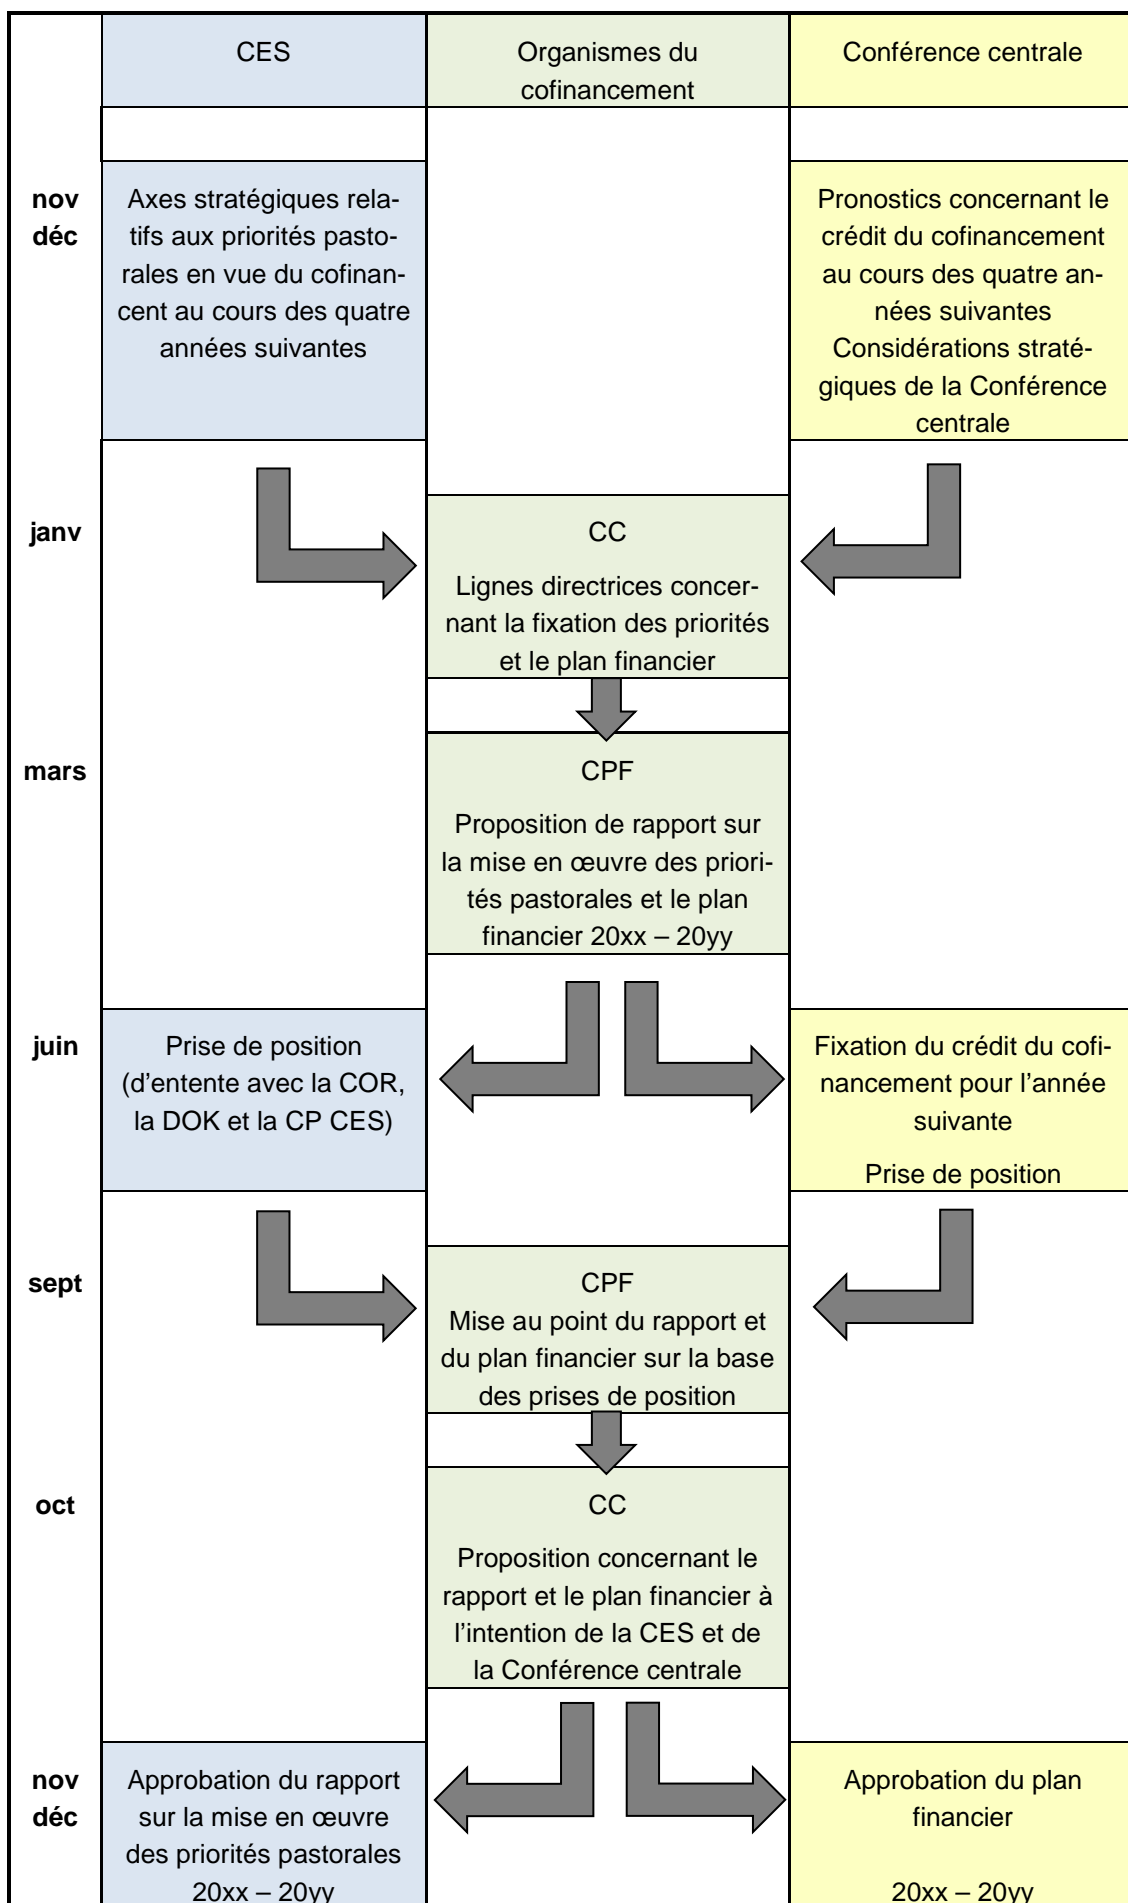 CES
Organismes du
cofinancement
Conférence centrale
nov
déc
Axes stratégiques rela-
tifs aux priorités pasto-
rales en vue du cofinan-
cent au cours des quatre
années suivantes
Pronostics concernant le
crédit du cofinancement
au cours des quatre an-
nées suivantes
Considérations straté-
giques de la Conférence
centrale
janv
CC
Lignes directrices concer-
nant la fixation des priorités
et le plan financier
mars
CPF
Proposition de rapport sur
la mise en œuvre des priori-
tés pastorales et le plan
financier 20xx – 20yy
juin
Prise de position
(d'entente avec la COR,
la DOK et la CP CES)
Fixation du crédit du cofi-
nancement pour l’année
suivante
Prise de position
sept
CPF
Mise au point du rapport et
du plan financier sur la base
des prises de position
oct
CC
Proposition concernant le
rapport et le plan financier à
l’intention de la CES et de
la Conférence centrale
nov
déc
Approbation du rapport
sur la mise en œuvre
des priorités pastorales
20xx – 20yy
Approbation du plan
financier
20xx – 20yy